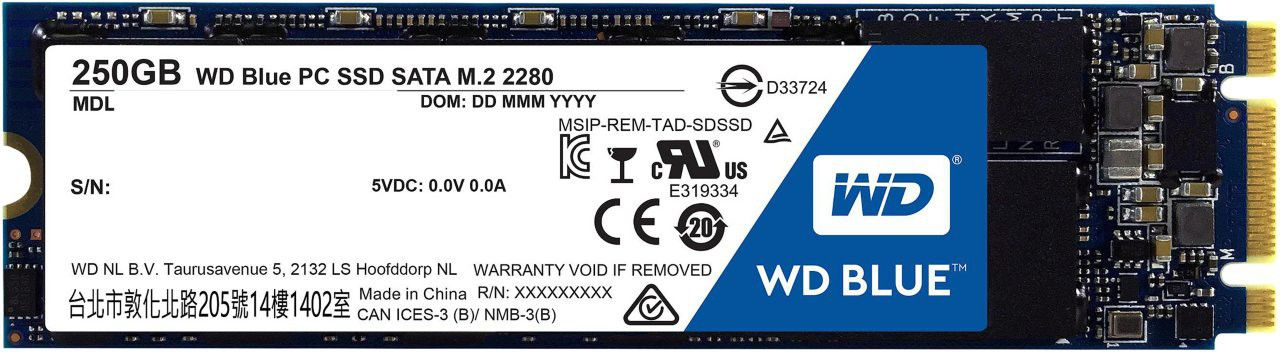 250GB WD Blue PC SSD SATA M.2 2280
MDL
DOM: DD MMM YYYY
D33724
MSIP-REM-TAD-SDSSD
S/N:
5VDC: 0.0V 0.0A
c RU® US
E319334
CE
20
WD®
WD BLUE™
WD NL B.V. Taurusavenue 5, 2132 LS Hoofddorp NL
WARRANTY VOID IF REMOVED
台北市敦化北路205號14樓1402室
Made in China
R/N: XXXXXXXXX
CAN ICES-3 (B)/ NMB-3(B)
B
M